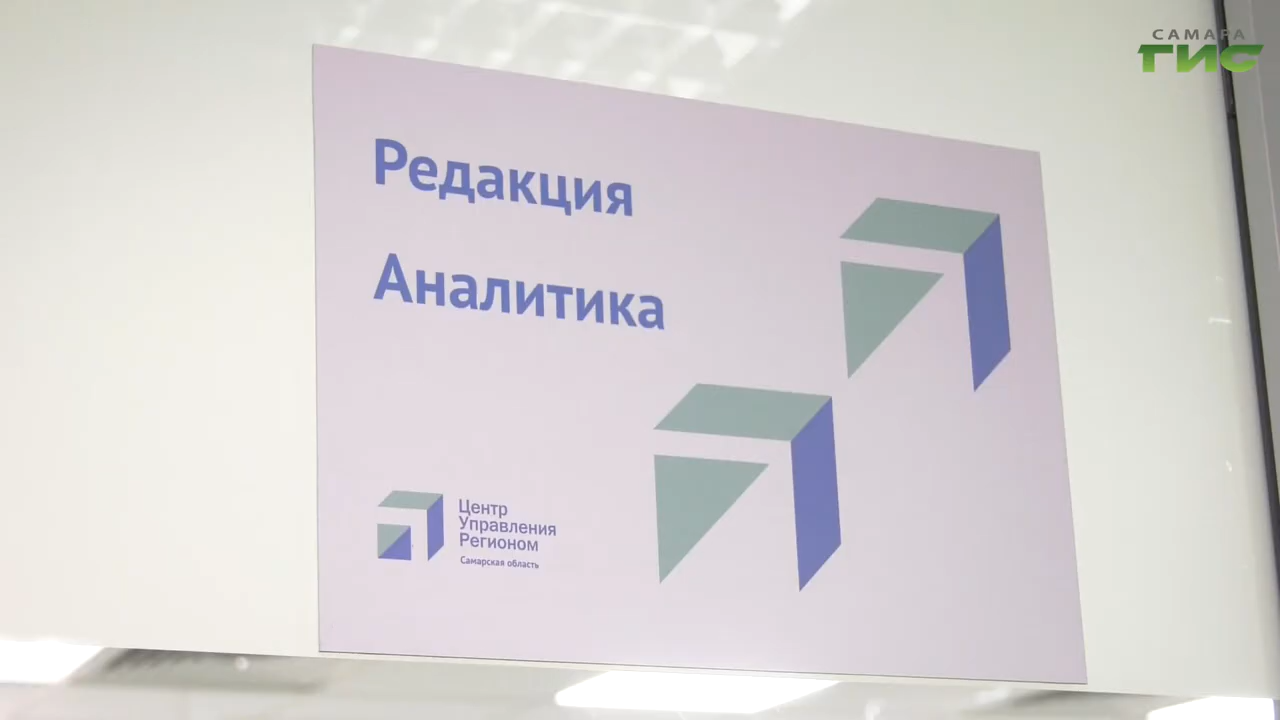 САМАРА
ГИС
Редакция
Аналитика
Центр
Управления
Регионом
Самарская область